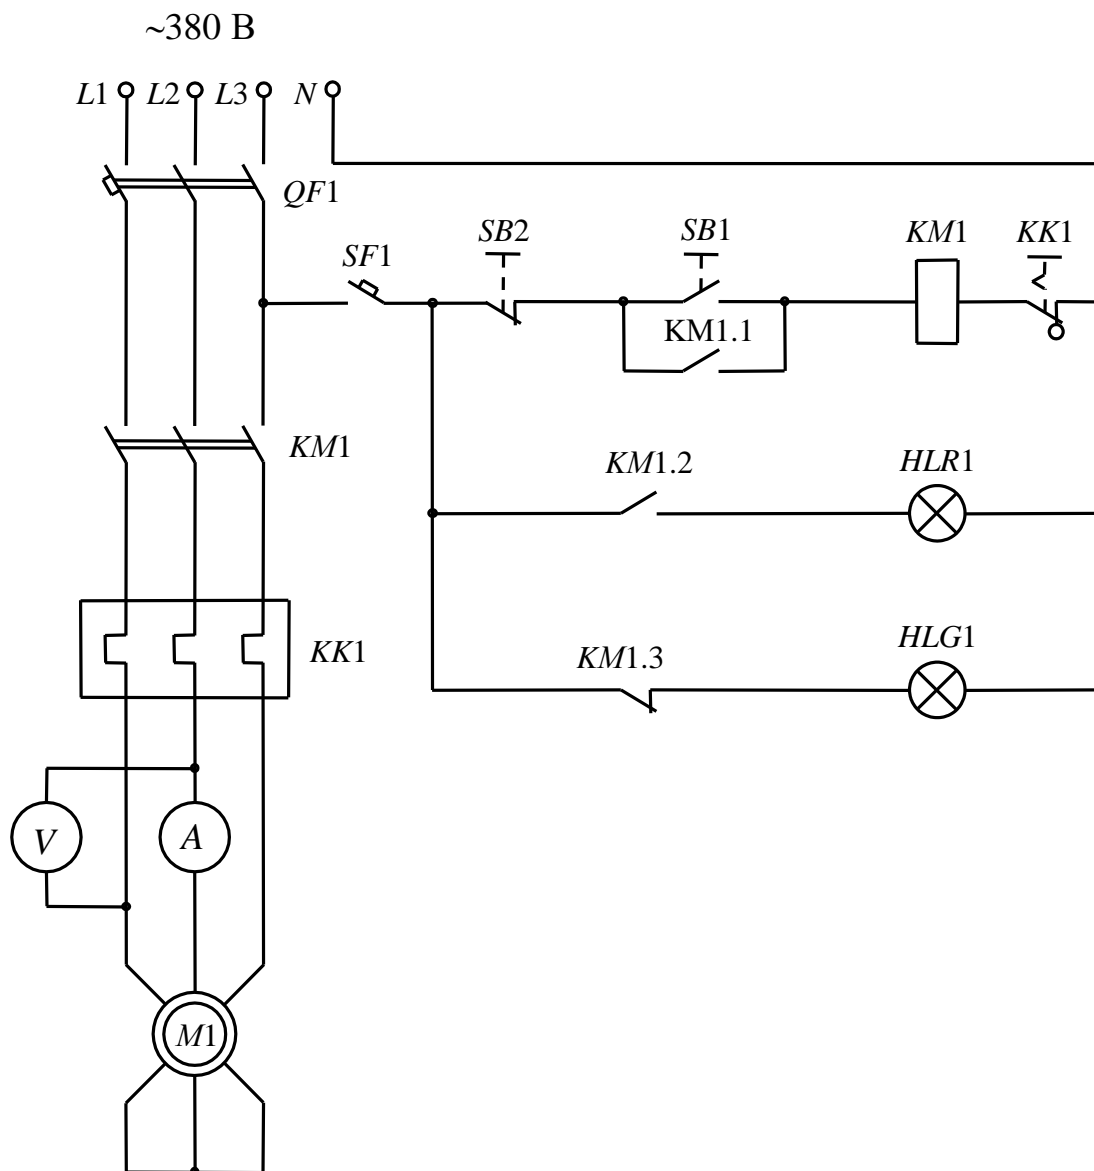 ~380 В
L1 L2 L3 N
QF1
SF1 SB2 SB1 KM1 KK1
KM1.1
KM1
KM1.2 HLR1
KK1
KM1.3 HLG1
V A
M1